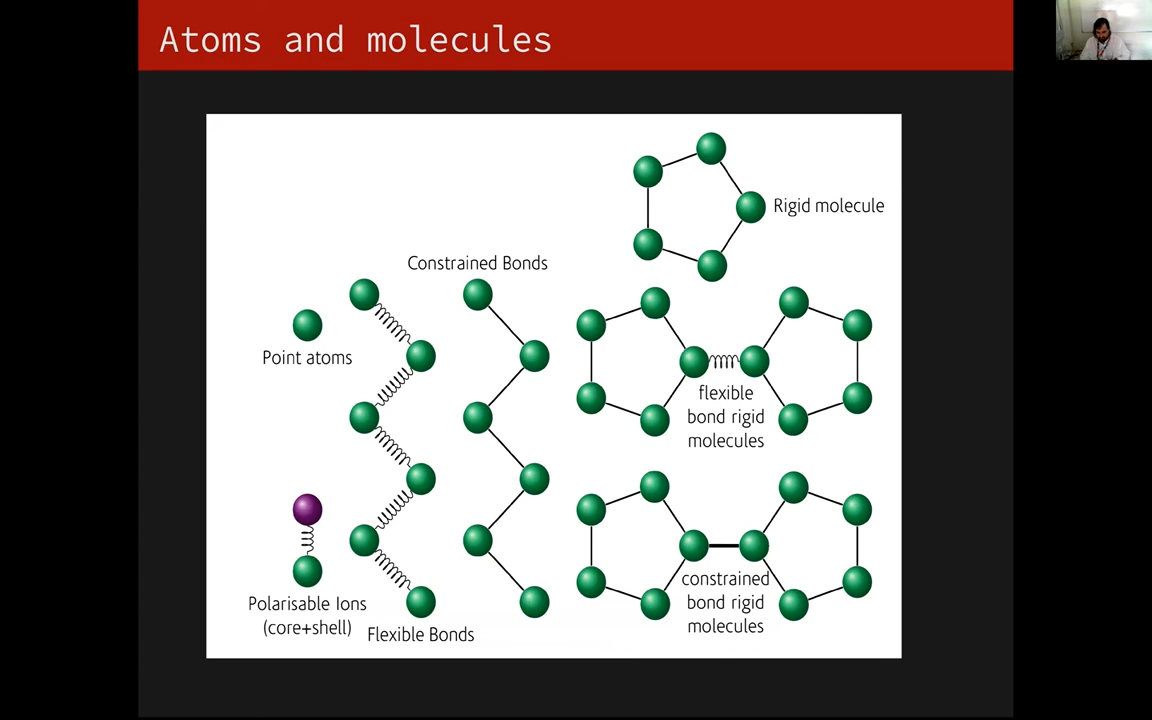 Atoms and molecules
Rigid molecule
Constrained Bonds
Point atoms
flexible
bond rigid
molecules
Polarisable Ions
(core+shell)
Flexible Bonds
constrained
bond rigid
molecules